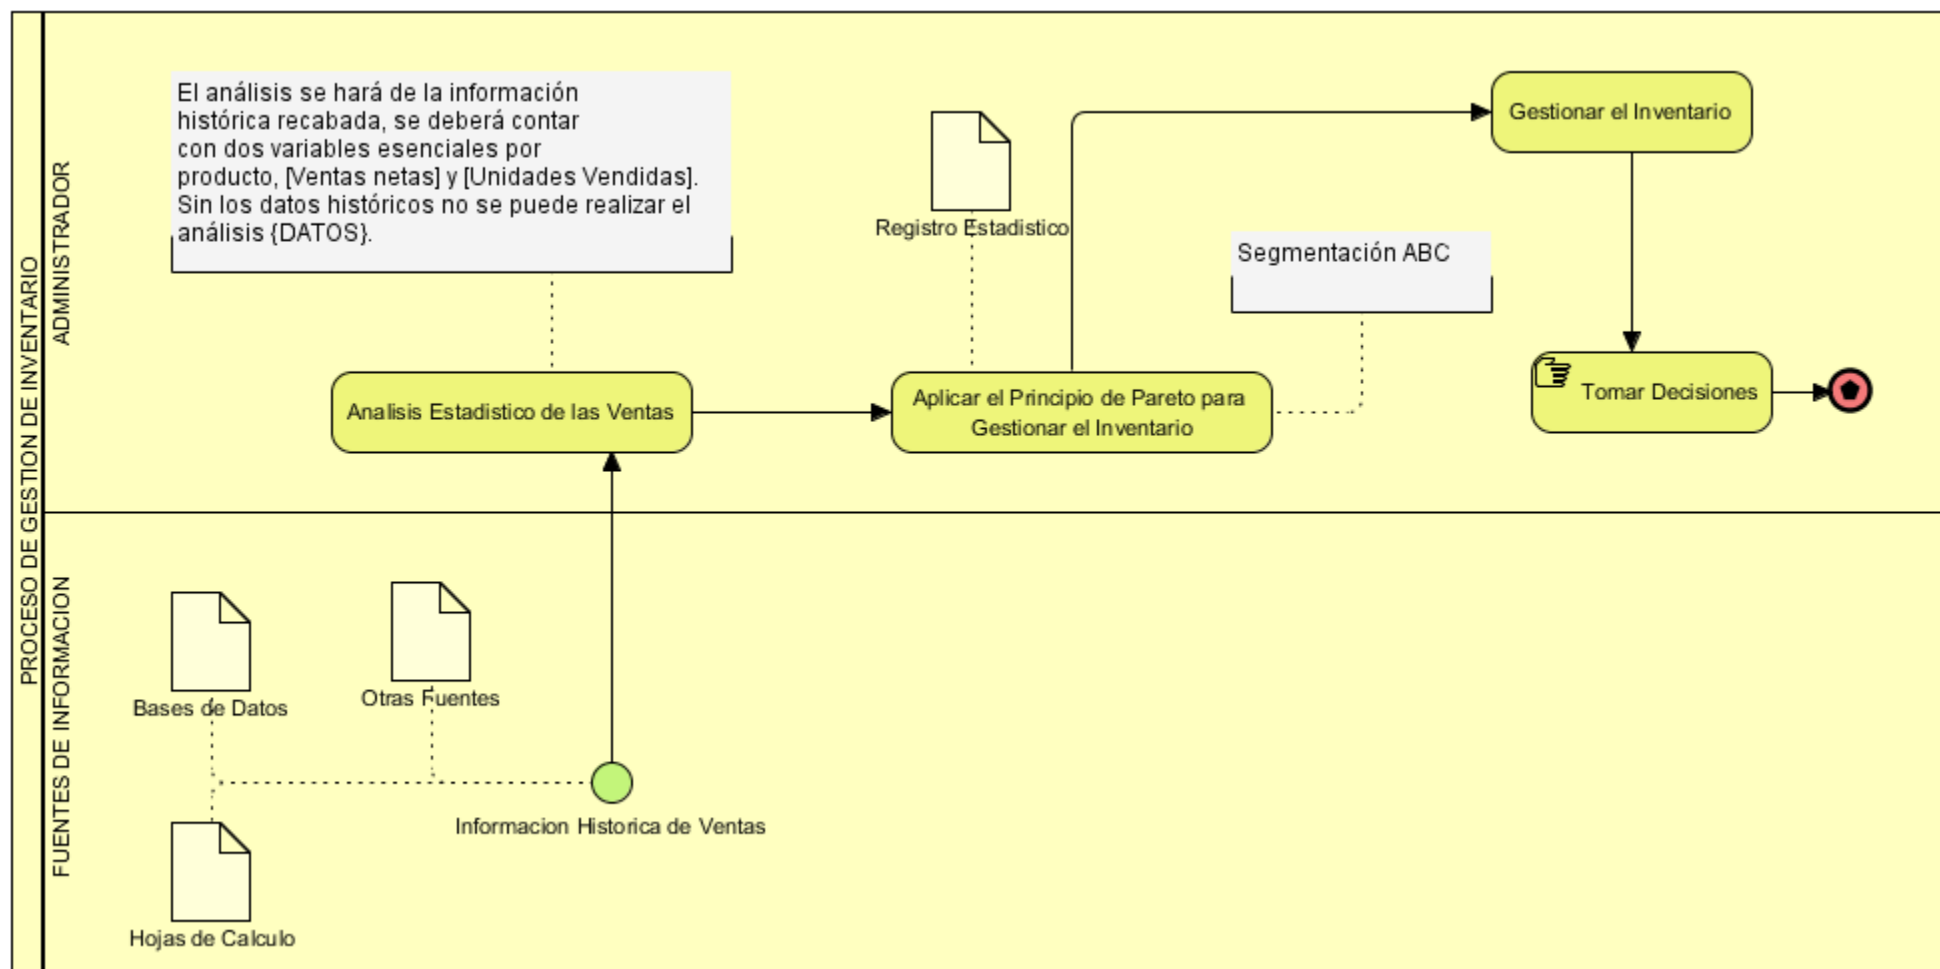 PROCESO DE GESTION DE INVENTARIO
ADMINISTRADOR
El análisis se hará de la información
histórica recabada, se deberá contar
con dos variables esenciales por
producto, [Ventas netas] y [Unidades Vendidas].
Sin los datos históricos no se puede realizar el
análisis {DATOS}.
Registro Estadistico
Segmentación ABC
Gestionar el Inventario
Analisis Estadistico de las Ventas
Aplicar el Principio de Pareto para
Gestionar el Inventario
Tomar Decisiones
FUENTES DE INFORMACION
Bases de Datos
Otras Fuentes
Informacion Historica de Ventas
Hojas de Calculo